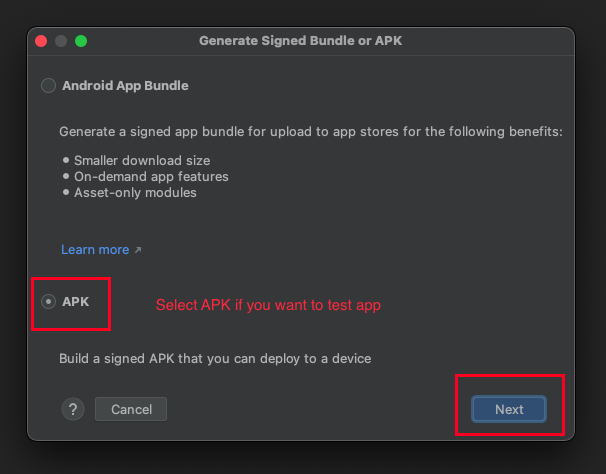 Generate Signed Bundle or APK
Android App Bundle
Generate a signed app bundle for upload to app stores for the following benefits:
• Smaller download size
• On-demand app features
• Asset-only modules
Learn more ↗
APK
Select APK if you want to test app
Build a signed APK that you can deploy to a device
? Cancel Next